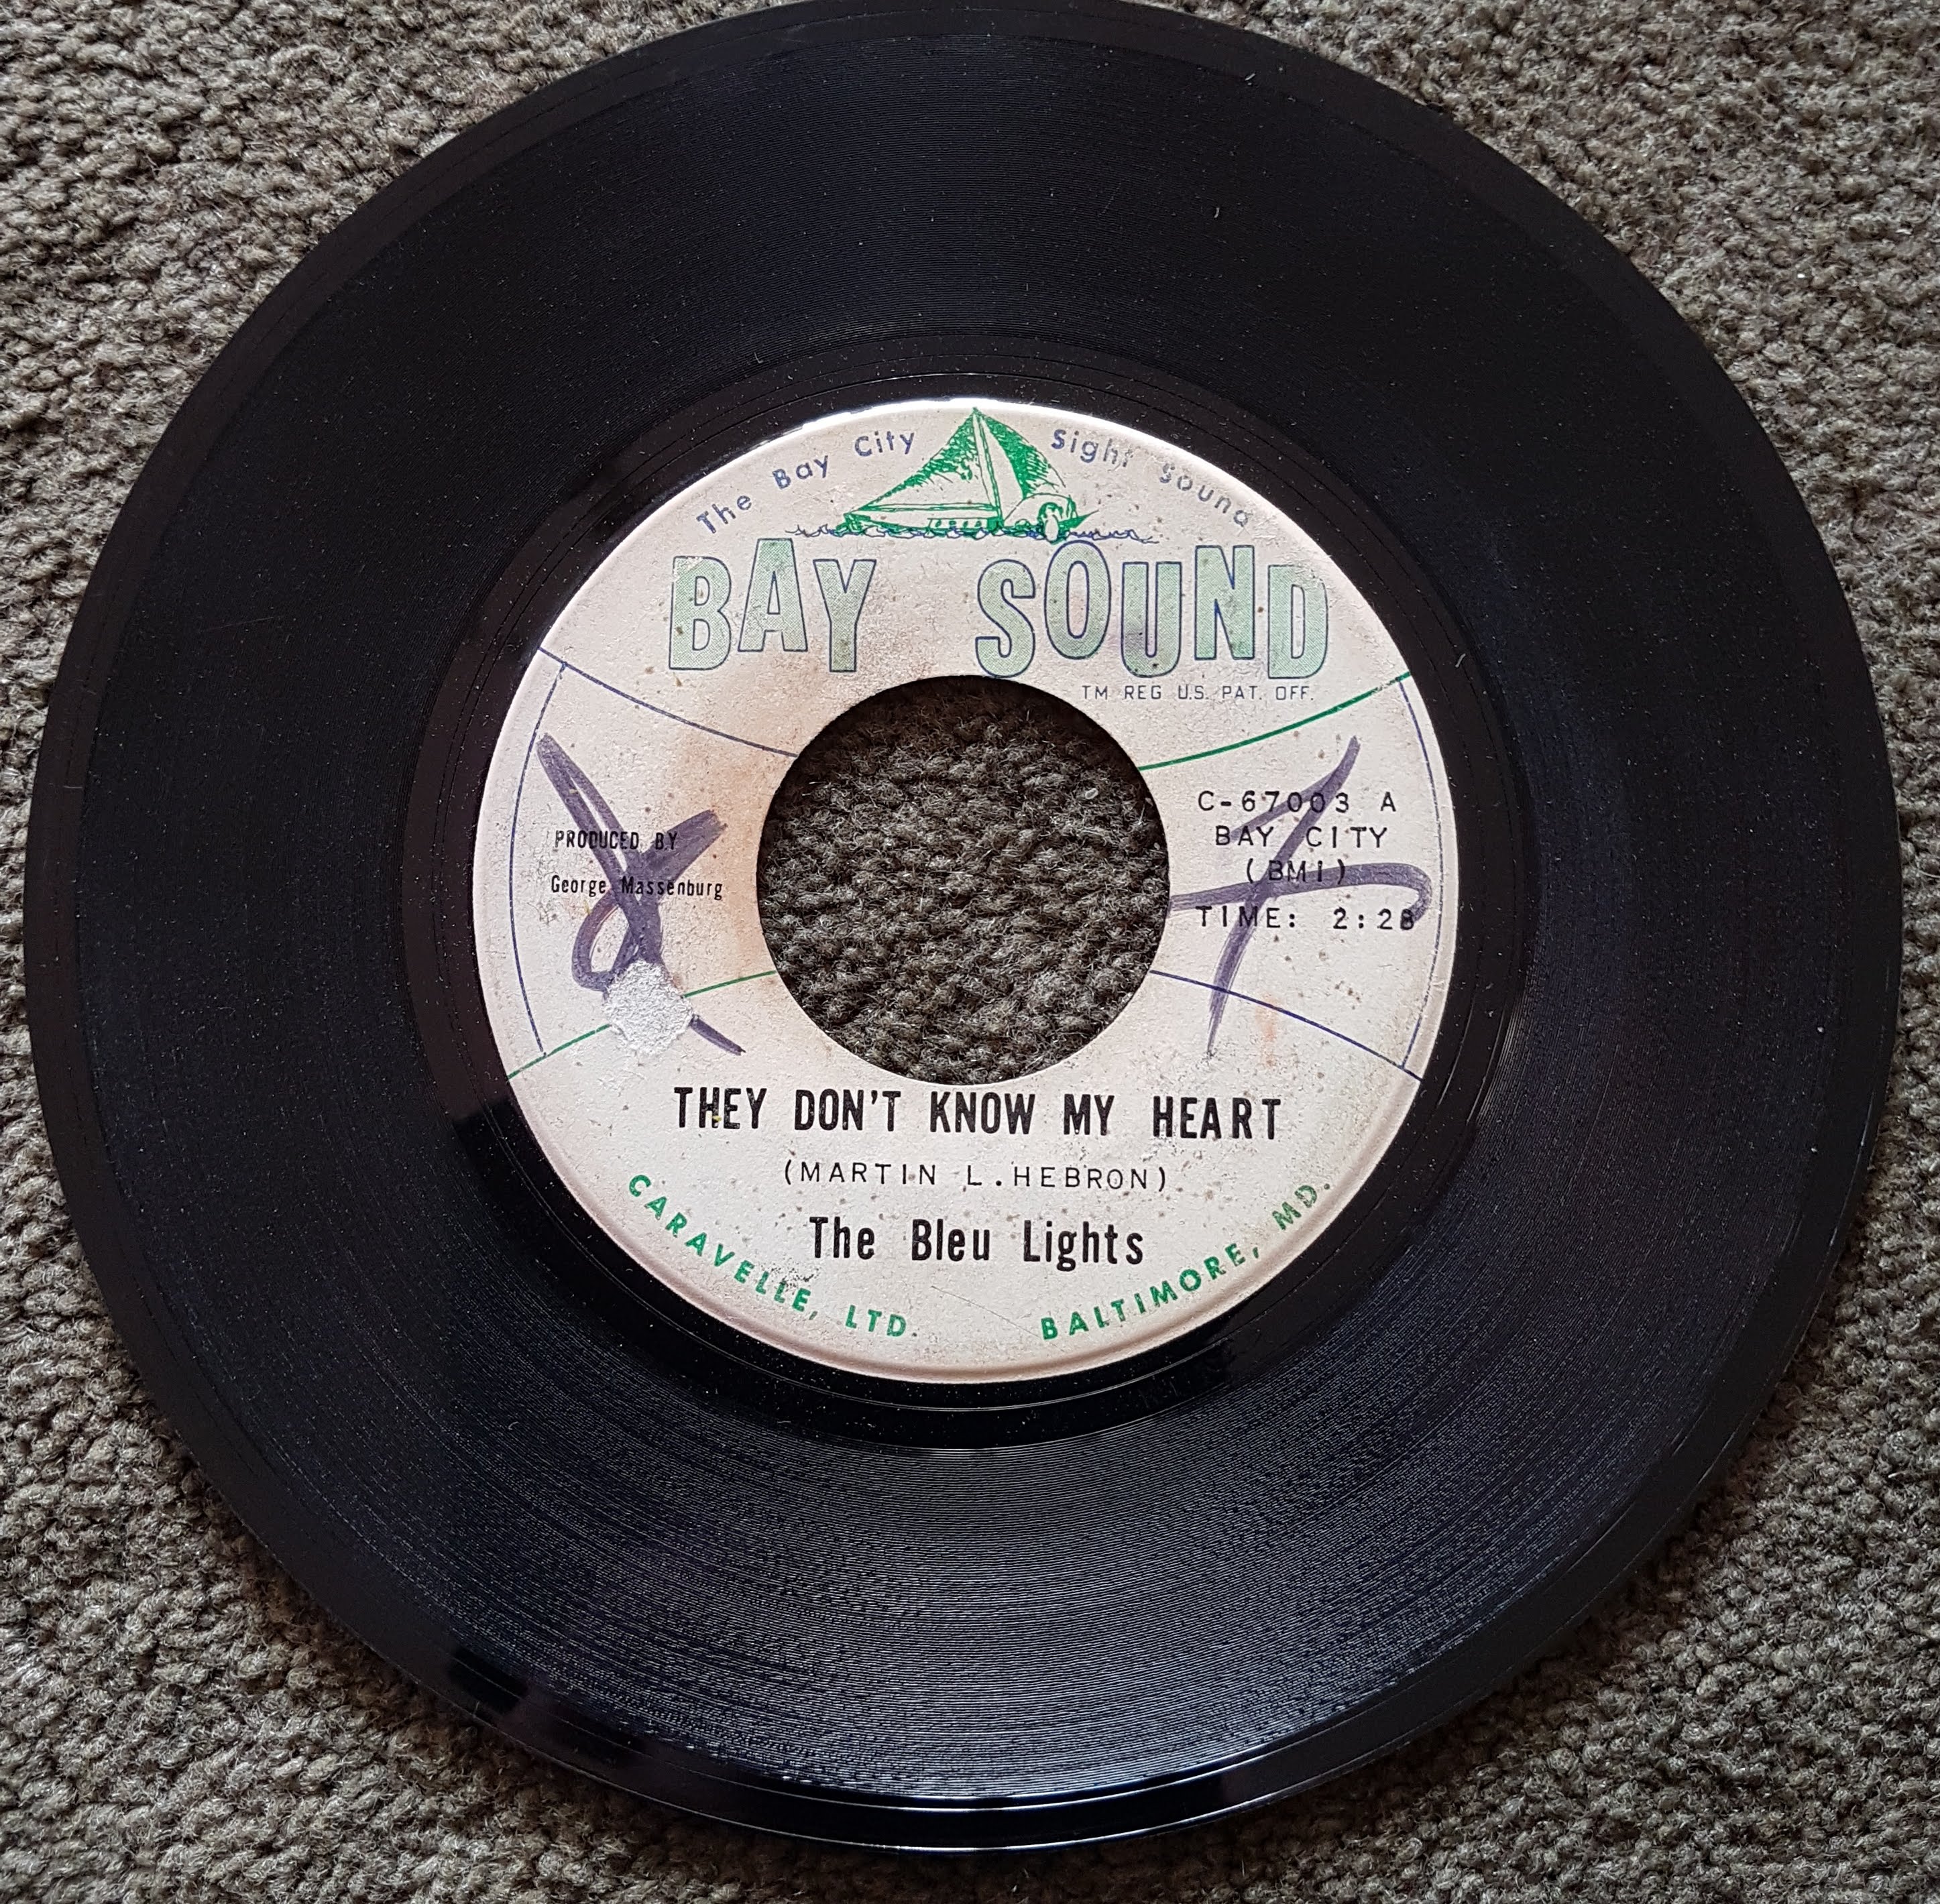 The Bay City Sight Sound
BAY SOUND
TM REG U.S. PAT. OFF.
PRODUCED BY
George Massenburg
C-67003 A
BAY CITY
(BMI)
TIME: 2:28
THEY DON'T KNOW MY HEART
(MARTIN L.HEBRON)
The Bleu Lights
CARAVELLE, LTD. BALTIMORE, MD.